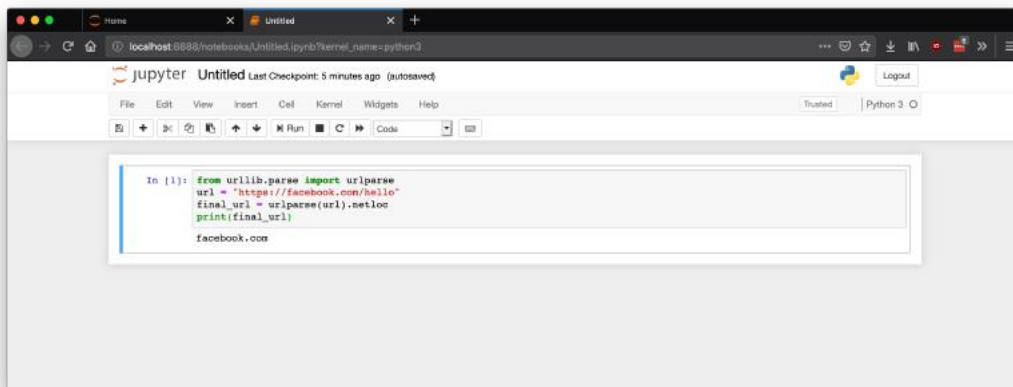 Home
Untitled
localhost:8888/notebooks/Untitled.ipynb?kernel_name=python3
jupyter Untitled Last Checkpoint: 5 minutes ago (autosaved)
Logout
File Edit View Insert Cell Kernel Widgets Help
Trusted Python 3
Run Code
In [1]: from urllib.parse import urlparse
url = "https://facebook.com/hello"
final_url = urlparse(url).netloc
print(final_url)
facebook.com